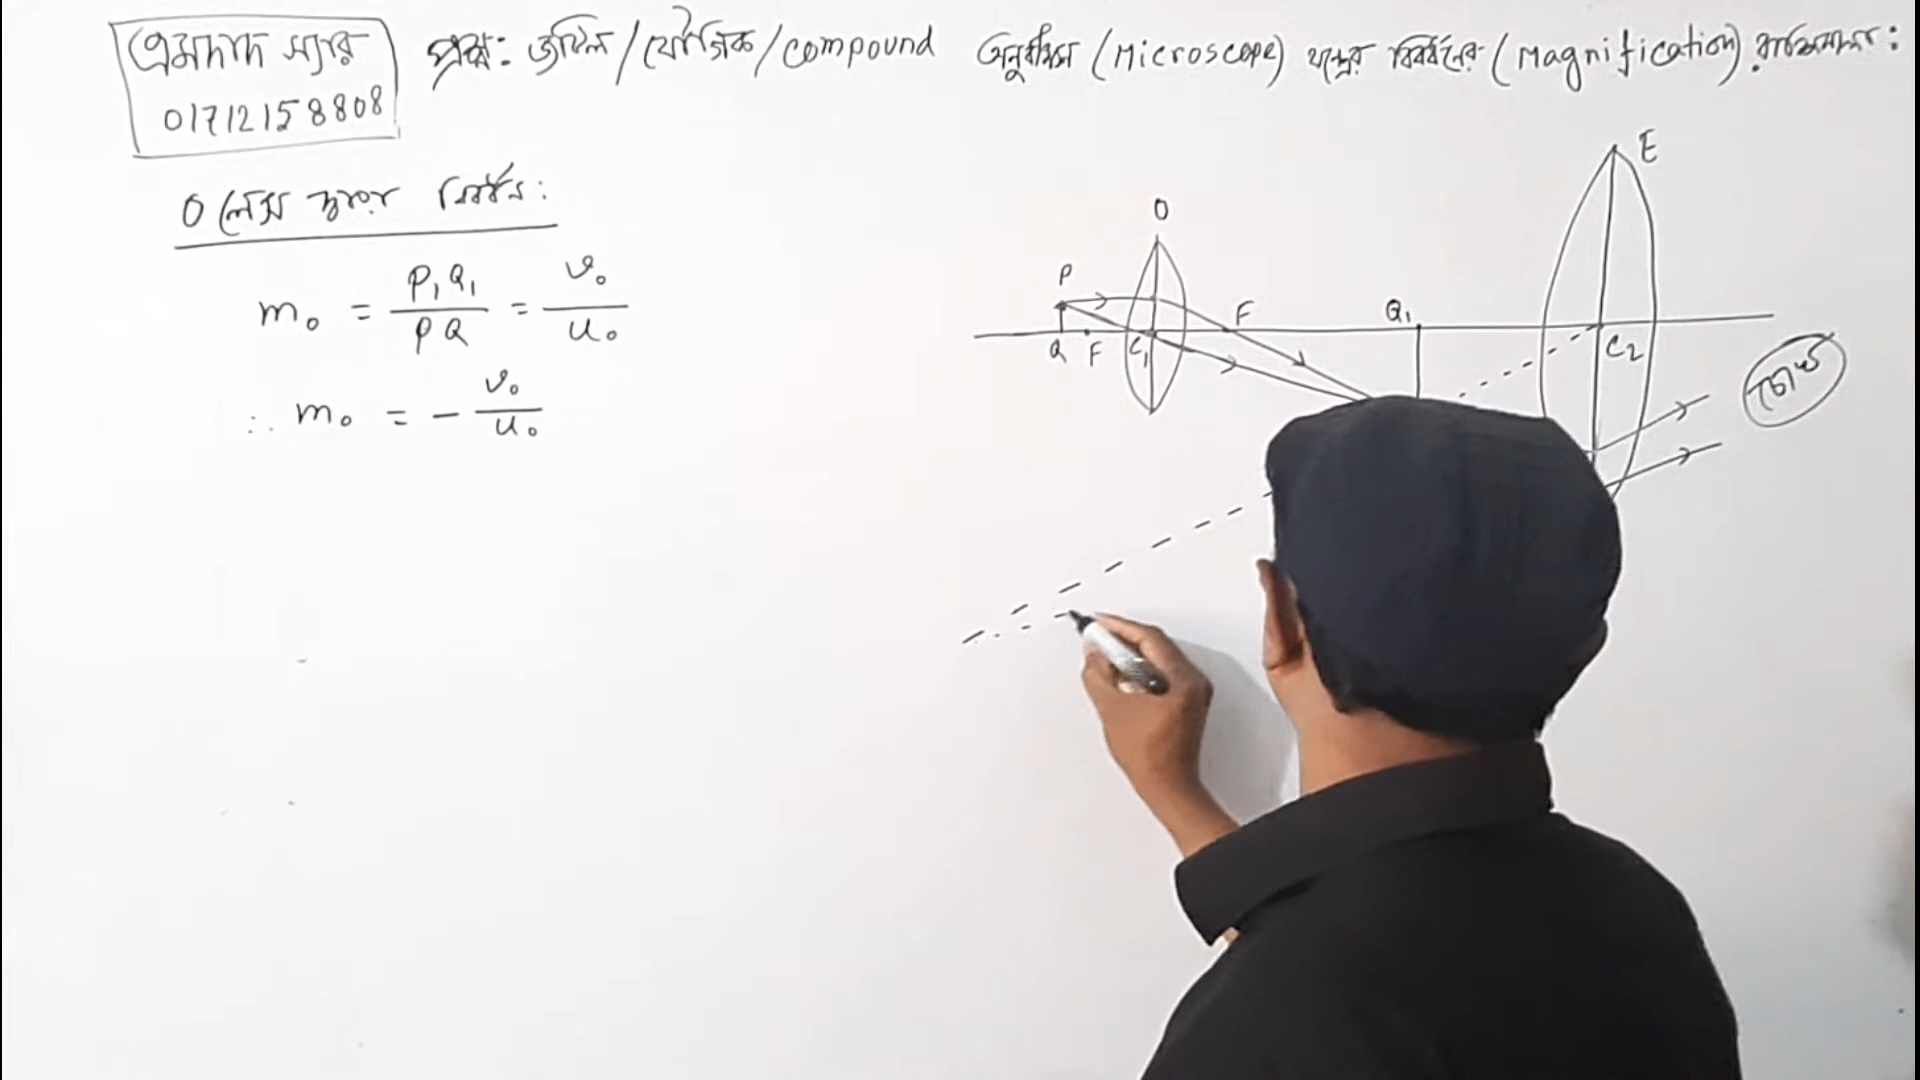 এমদাদ স্যার
01712158808
প্রশ্ন: জটিল/যৌগিক/compound অনুবীক্ষণ (Microscope) যন্ত্রের বিবর্ধনের (Magnification) রাশিমালা:
O লেন্স দ্বারা বিবর্ধন:
m₀ = P₁Q₁ / PQ = v₀ / u₀
∴ m₀ = - v₀ / u₀
E
O
P
F
Q₁
Q
F
C₁
C₂
চোখ